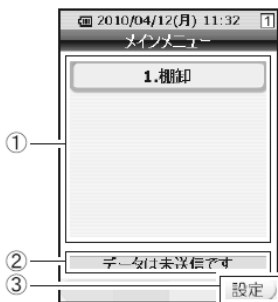 2010/04/12(月) 11:32 1
メインメニュー
1.棚卸
①
②
データは未送信です
③
設定